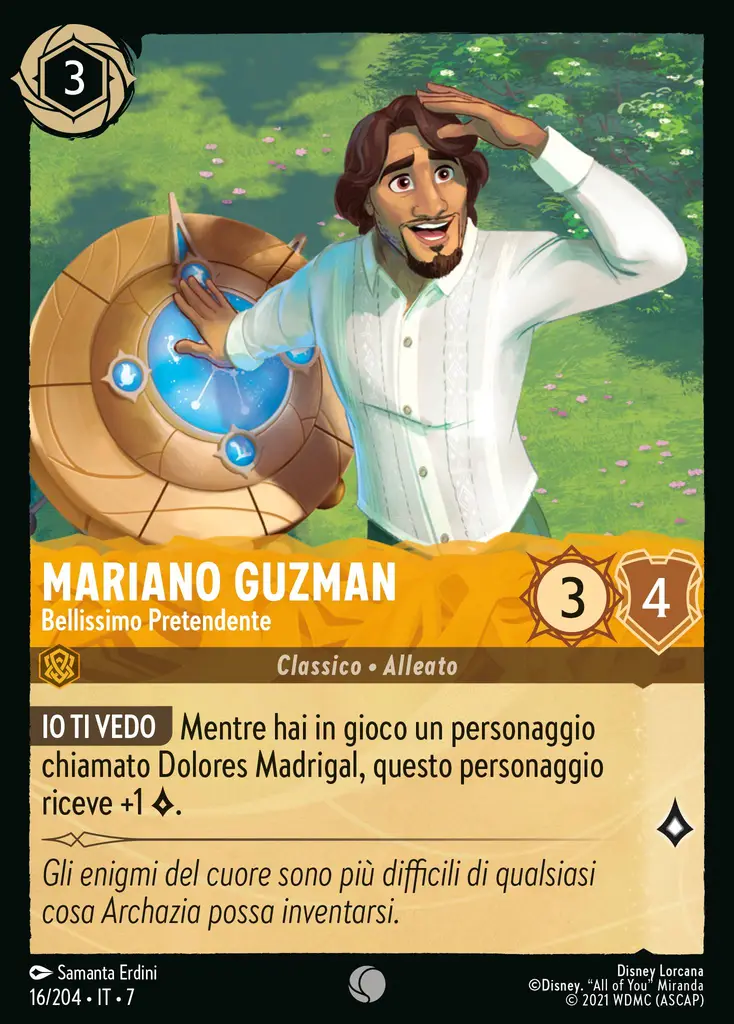 3
MARIANO GUZMAN
Bellissimo Pretendente
3
4
Classico • Alleato
IO TI VEDO Mentre hai in gioco un personaggio
chiamato Dolores Madrigal, questo personaggio
riceve +1 .
Gli enigmi del cuore sono più difficili di qualsiasi
cosa Archazia possa inventarsi.
Samanta Erdini
16/204 • IT • 7
Disney Lorcana
©Disney. “All of You” Miranda
© 2021 WDMC (ASCAP)